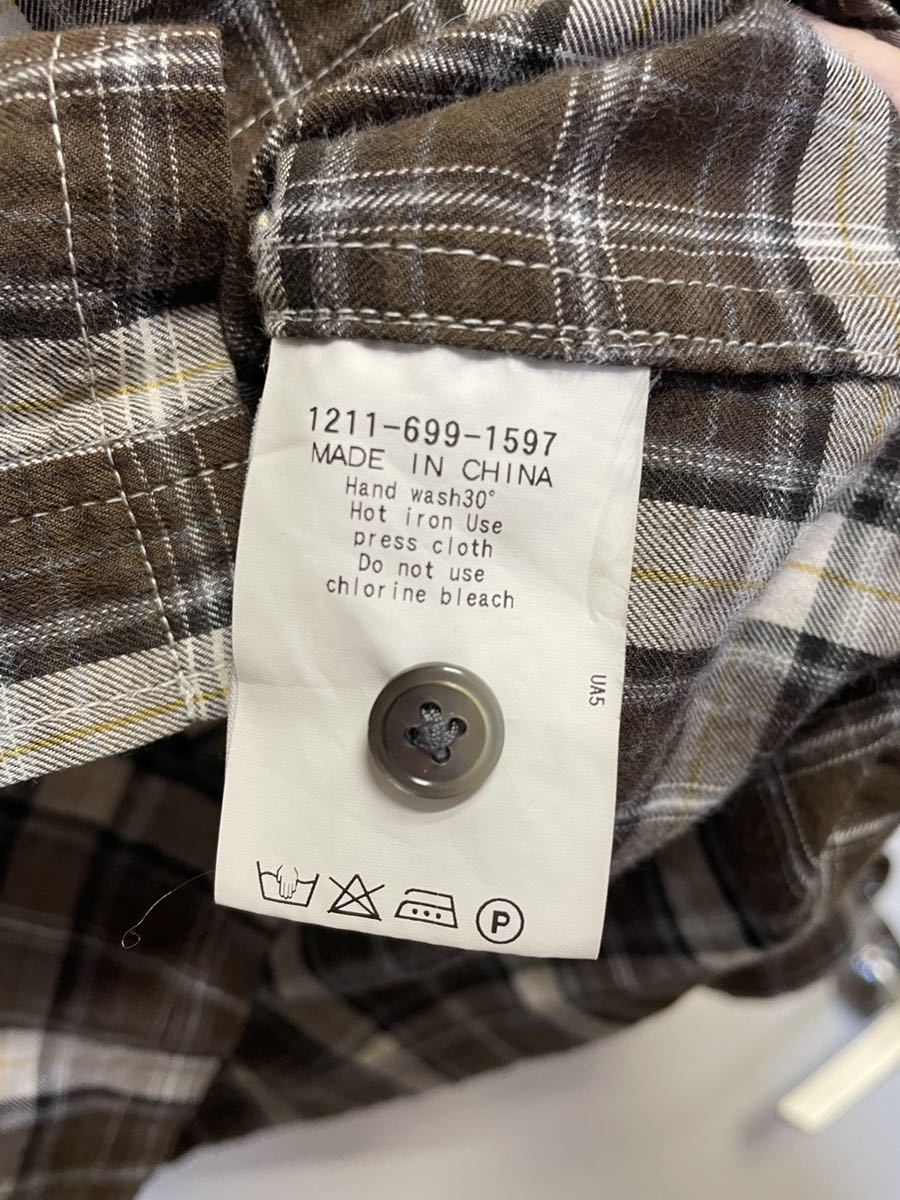 1211-699-1597
MADE IN CHINA
Hand wash30°
Hot iron Use
press cloth
Do not use
chlorine bleach
UA5
P